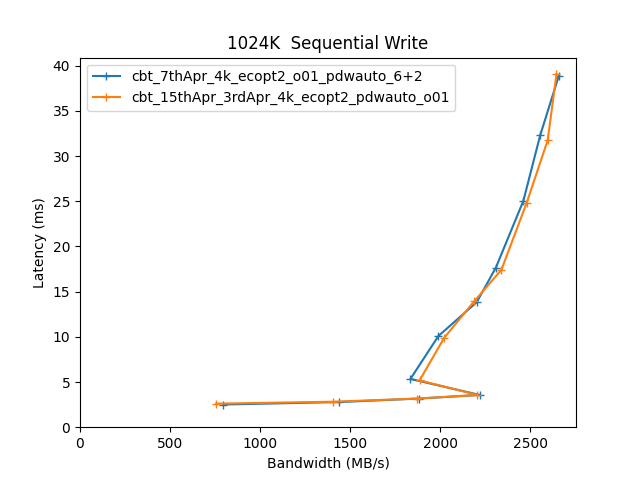 1024K  Sequential Write
cbt_7thApr_4k_ecopt2_o01_pdwauto_6+2
cbt_15thApr_3rdApr_4k_ecopt2_pdwauto_o01
Latency (ms)
40
35
30
25
20
15
10
5
0
0 500 1000 1500 2000 2500
Bandwidth (MB/s)